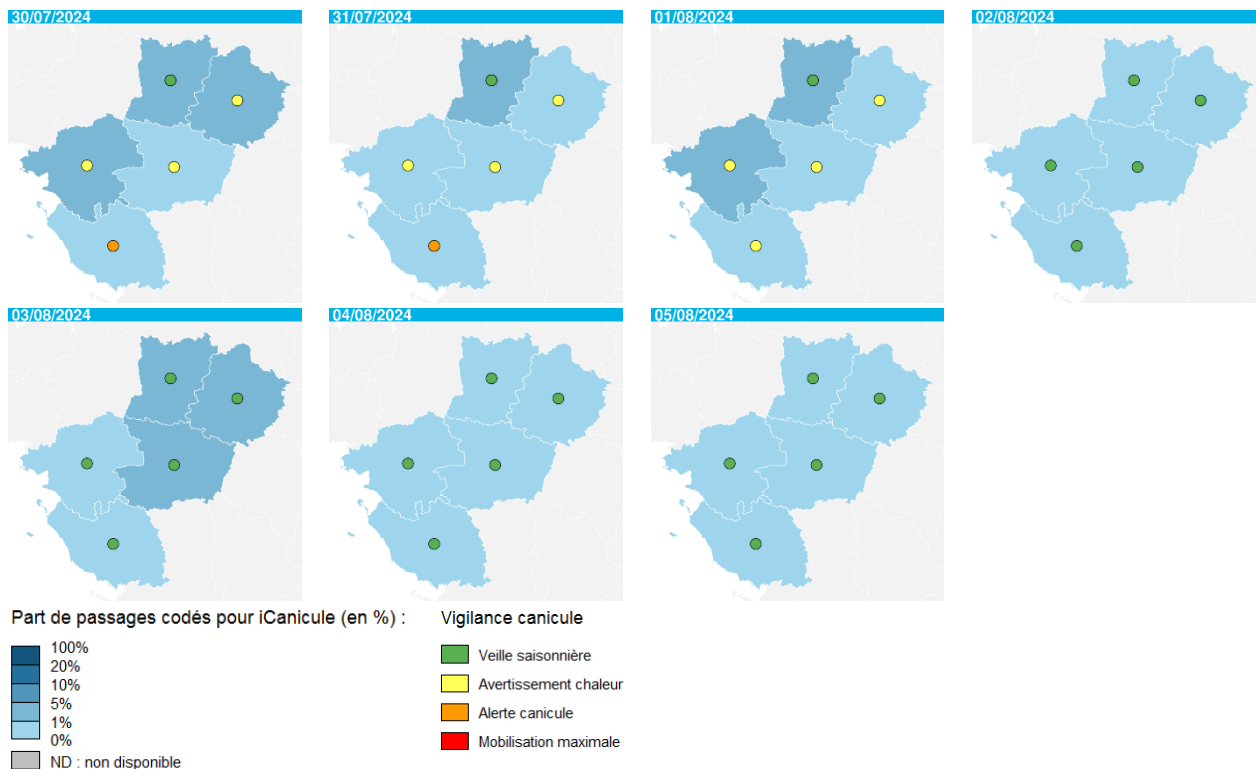 30/07/2024
31/07/2024
01/08/2024
02/08/2024
03/08/2024
04/08/2024
05/08/2024
Part de passages codés pour iCanicule (en %) :
100%
20%
10%
5%
1%
0%
ND : non disponible
Vigilance canicule
Veille saisonnière
Avertissement chaleur
Alerte canicule
Mobilisation maximale